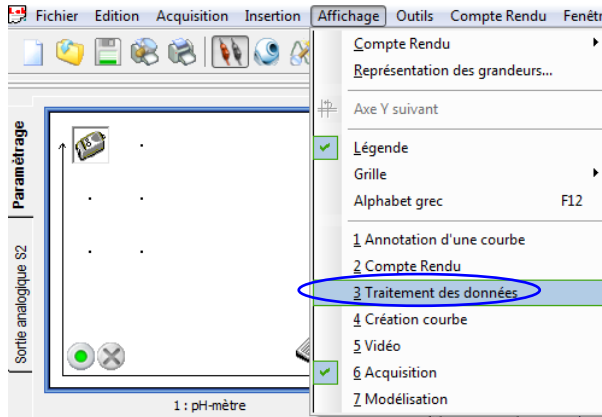 Fichier Edition Acquisition Insertion Affichage Outils Compte Rendu Fenêtr
Compte Rendu
Représentation des grandeurs...
Axe Y suivant
Légende
Grille
Alphabet grec F12
1 Annotation d'une courbe
2 Compte Rendu
3 Traitement des données
4 Création courbe
5 Vidéo
6 Acquisition
7 Modélisation
Paramétrage
Sortie analogique S2
1 : pH-mètre